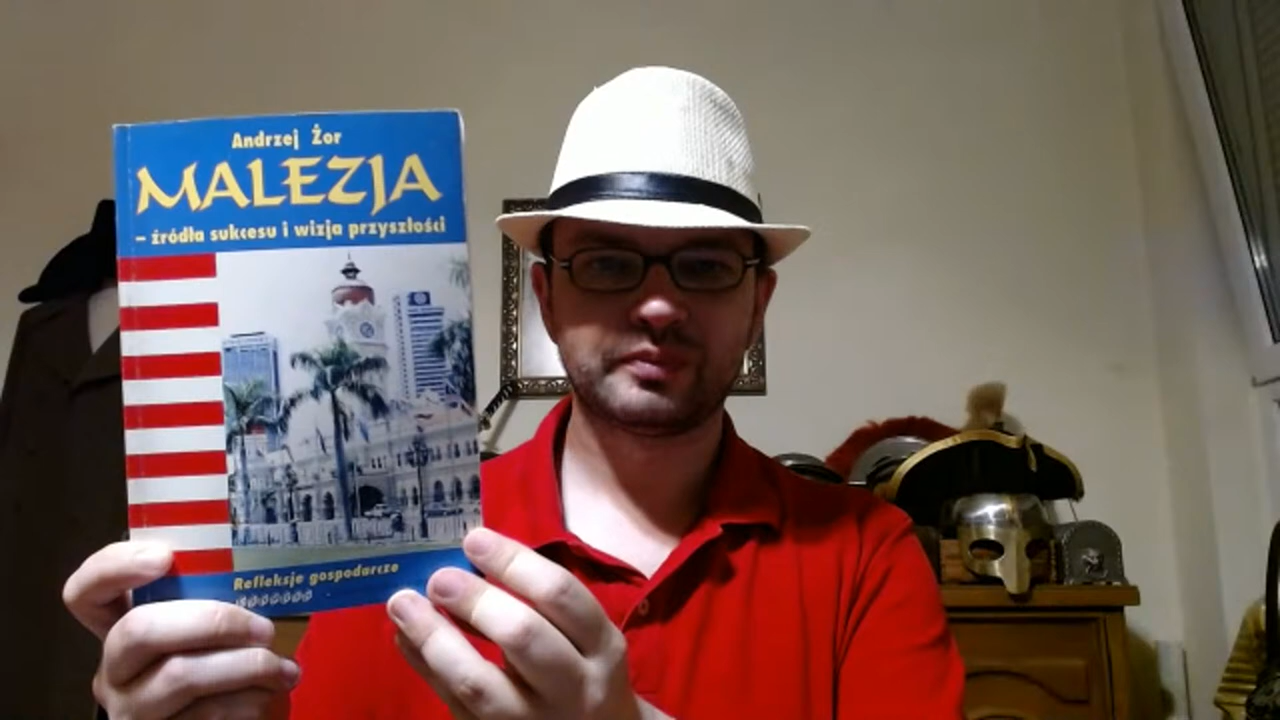 Andrzej Żor
MALEZJA
– źródła sukcesu i wizja przyszłości
Refleksje gospodarcze